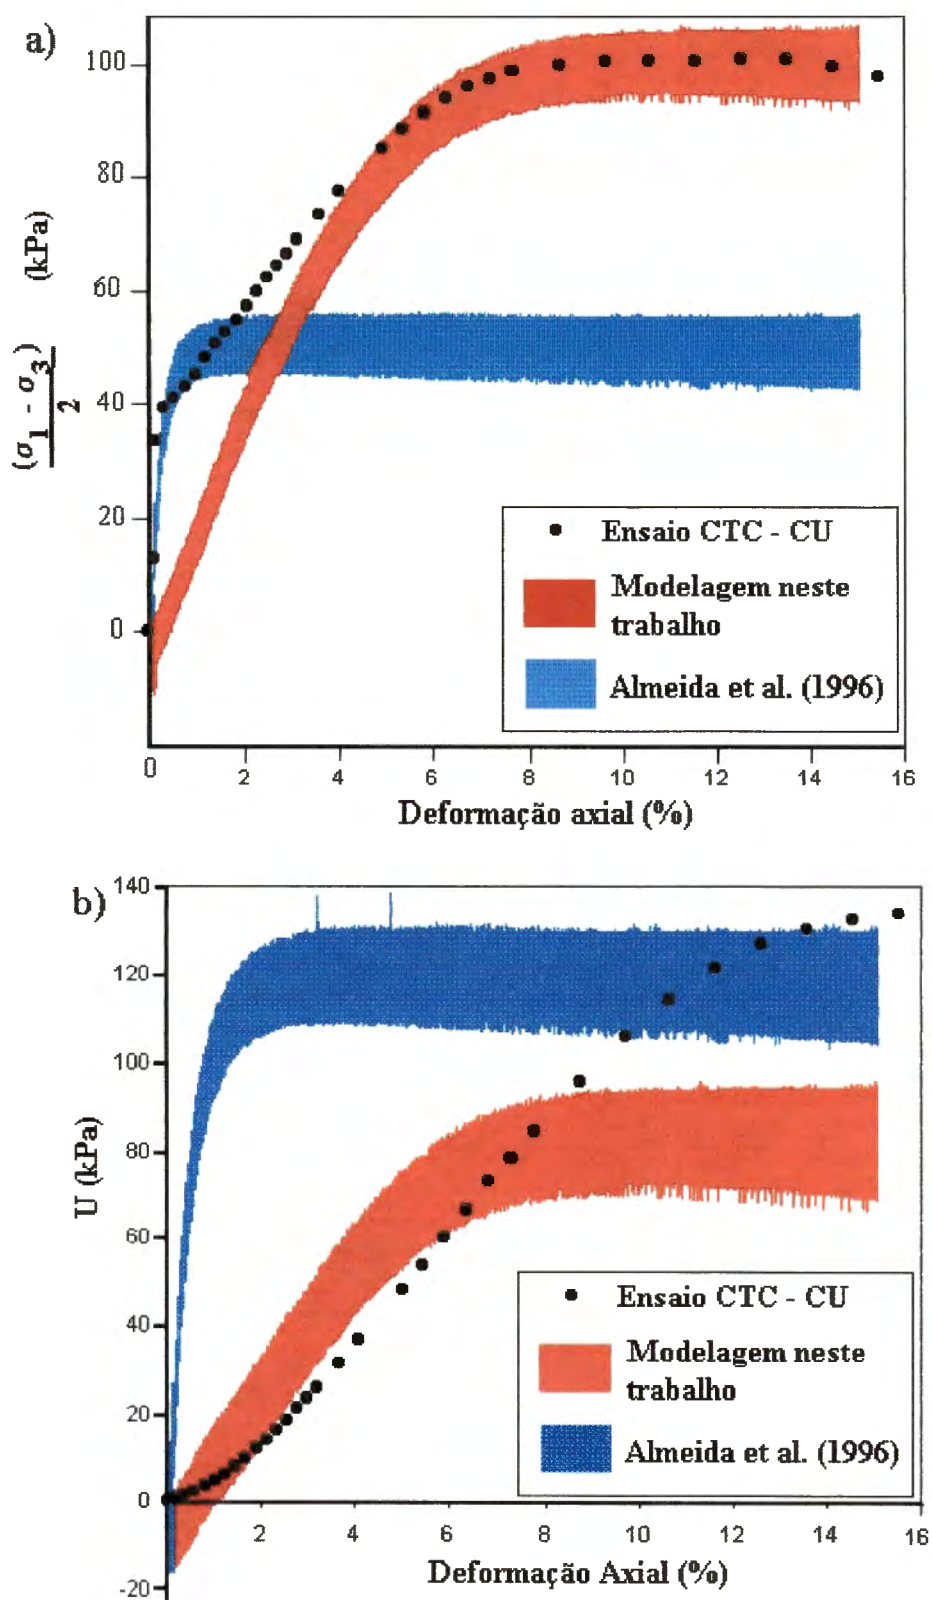 a)
100
80
60
40
20
0
(σ1 - σ3)
2
(kPa)
0 2 4 6 8 10 12 14 16
Deformação axial (%)
Ensaio CTC - CU
Modelagem neste
trabalho
Almeida et al. (1996)
b)
140
120
100
80
60
40
20
0
-20
U (kPa)
2 4 6 8 10 12 14 16
Deformação Axial (%)
Ensaio CTC - CU
Modelagem neste
trabalho
Almeida et al. (1996)